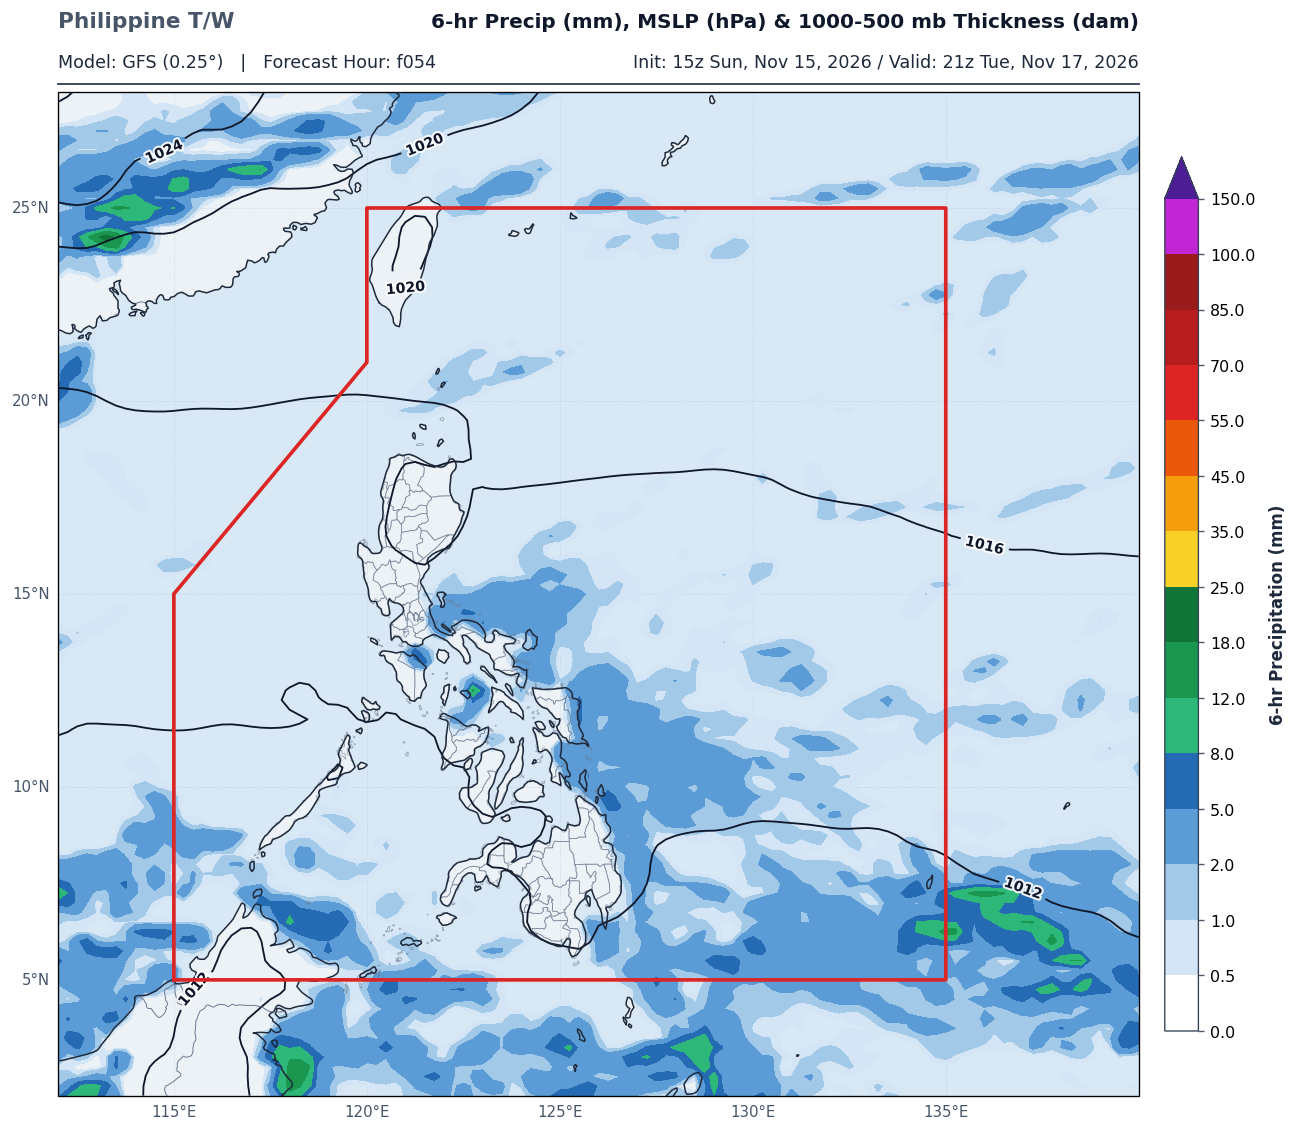 Philippine T/W
6-hr Precip (mm), MSLP (hPa) & 1000-500 mb Thickness (dam)
Model: GFS (0.25°) | Forecast Hour: f054
Init: 15z Sun, Nov 15, 2026 / Valid: 21z Tue, Nov 17, 2026
1024
1020
1020
1016
1012
1012
25°N
20°N
15°N
10°N
5°N
115°E
120°E
125°E
130°E
135°E
150.0
100.0
85.0
70.0
55.0
45.0
35.0
25.0
18.0
12.0
8.0
5.0
2.0
1.0
0.5
0.0
6-hr Precipitation (mm)